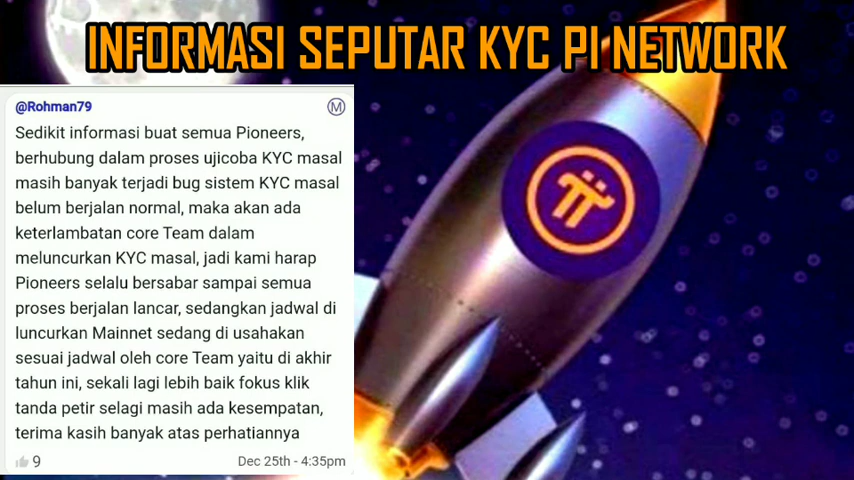 INFORMASI SEPUTAR KYC PI NETWORK
@Rohman79
M
Sedikit informasi buat semua Pioneers,
berhubung dalam proses ujicoba KYC masal
masih banyak terjadi bug sistem KYC masal
belum berjalan normal, maka akan ada
keterlambatan core Team dalam
meluncurkan KYC masal, jadi kami harap
Pioneers selalu bersabar sampai semua
proses berjalan lancar, sedangkan jadwal di
luncurkan Mainnet sedang di usahakan
sesuai jadwal oleh core Team yaitu di akhir
tahun ini, sekali lagi lebih baik fokus klik
tanda petir selagi masih ada kesempatan,
terima kasih banyak atas perhatiannya
9
Dec 25th - 4:35pm